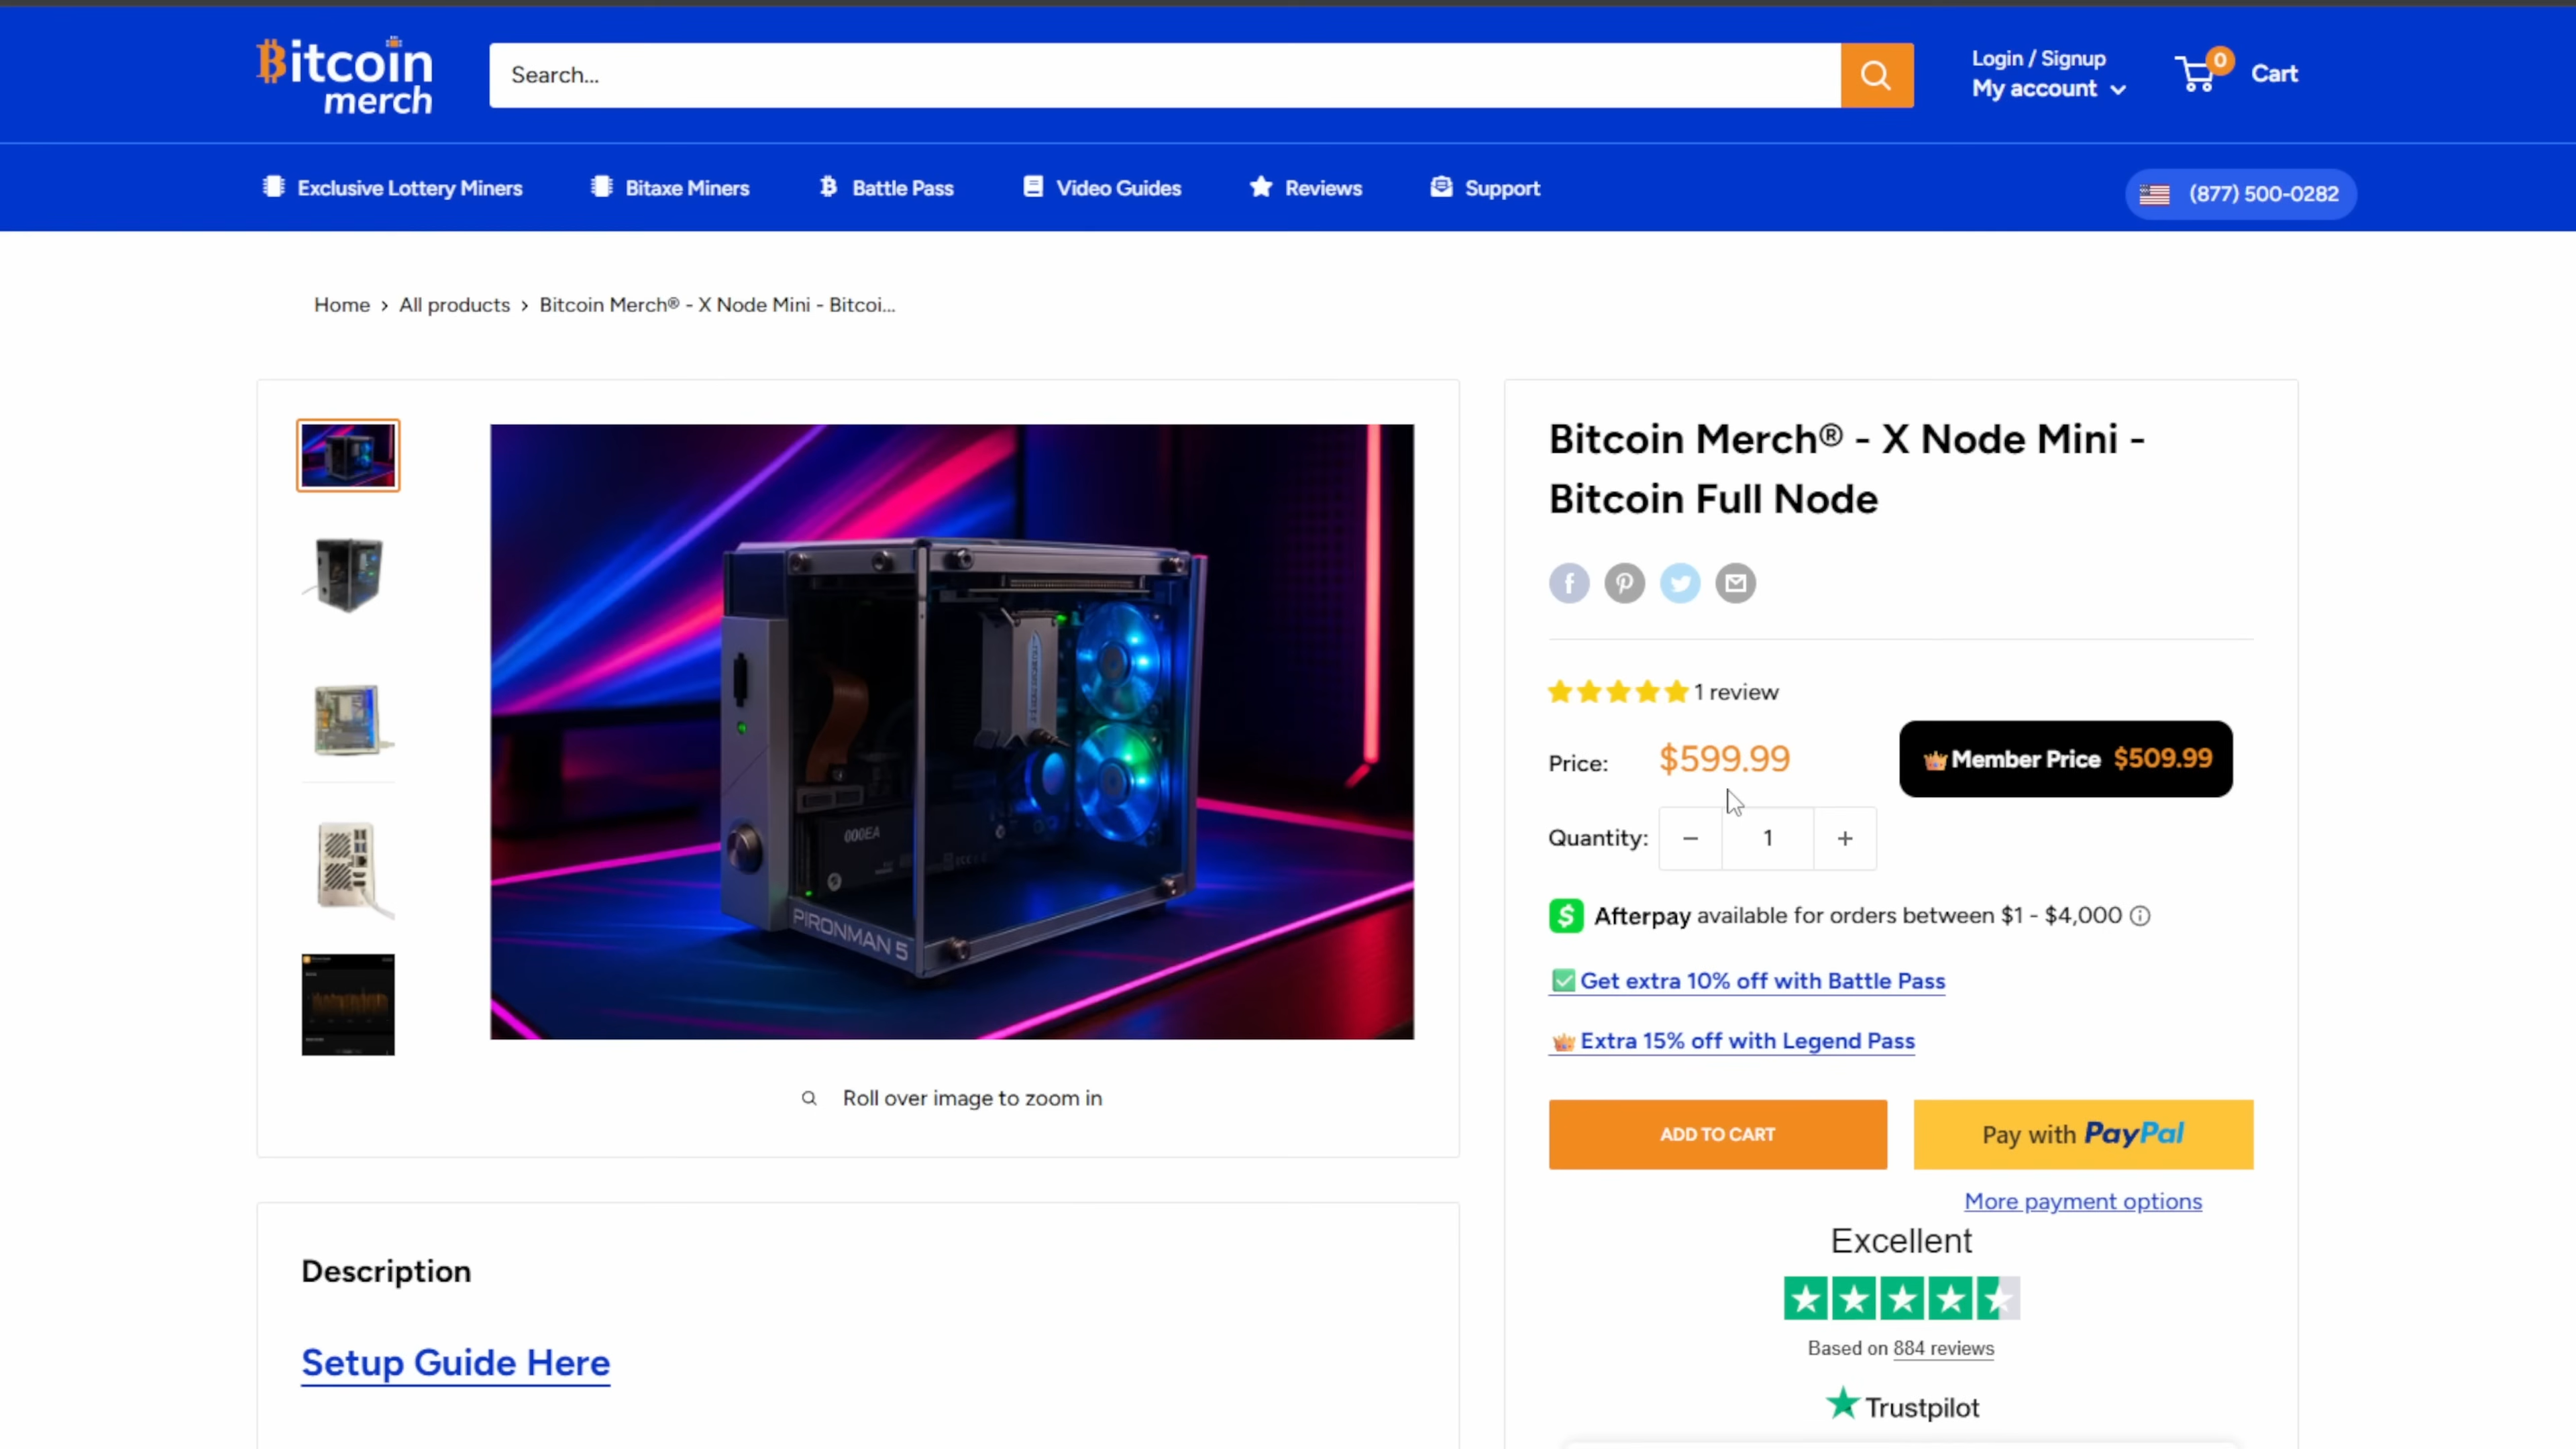 Bitcoin
merch
Search...
Login / Signup
My account
0
Cart
Exclusive Lottery Miners
Bitaxe Miners
Battle Pass
Video Guides
Reviews
Support
(877) 500-0282
Home › All products › Bitcoin Merch® - X Node Mini - Bitcoi...
000EA
PIRONMAN 5
Roll over image to zoom in
Description
Setup Guide Here
Bitcoin Merch® - X Node Mini -
Bitcoin Full Node
1 review
Price: $599.99
Member Price $509.99
Quantity: − 1 +
Afterpay available for orders between $1 - $4,000
Get extra 10% off with Battle Pass
Extra 15% off with Legend Pass
ADD TO CART
Pay with PayPal
More payment options
Excellent
Based on 884 reviews
Trustpilot